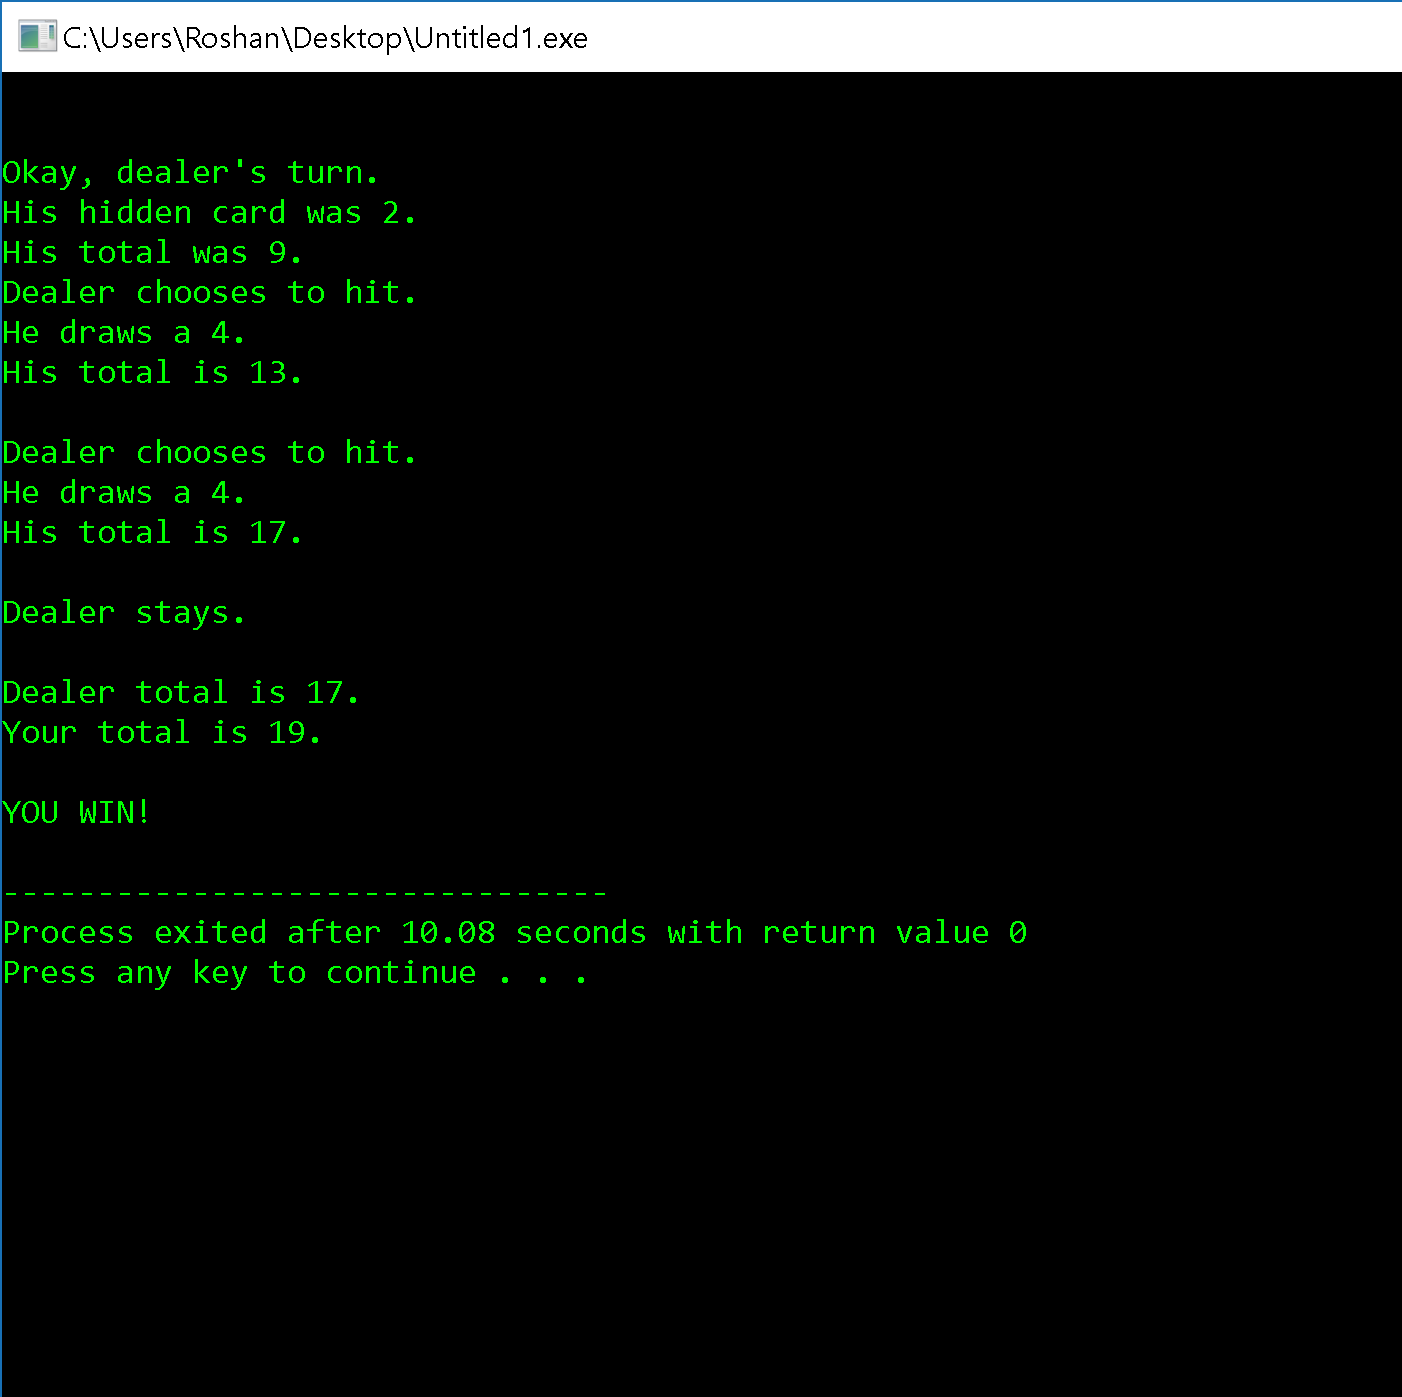 C:\Users\Roshan\Desktop\Untitled1.exe
Okay, dealer's turn.
His hidden card was 2.
His total was 9.
Dealer chooses to hit.
He draws a 4.
His total is 13.
Dealer chooses to hit.
He draws a 4.
His total is 17.
Dealer stays.
Dealer total is 17.
Your total is 19.
YOU WIN!
--------------------------------
Process exited after 10.08 seconds with return value 0
Press any key to continue . . .